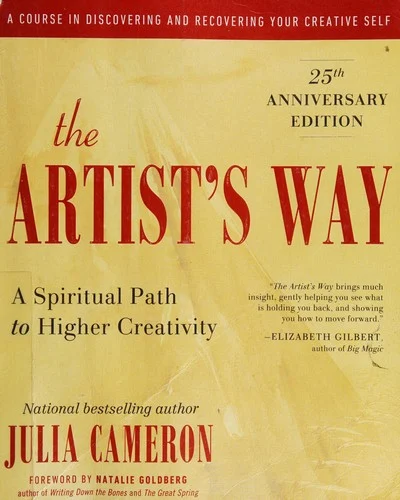 A COURSE IN DISCOVERING AND RECOVERING YOUR CREATIVE SELF
25th
ANNIVERSARY
EDITION
the
ARTIST'S WAY
A Spiritual Path
to Higher Creativity
"The Artist's Way brings much
insight, gently helping you see what
is holding you back, and showing
you how to move forward."
—ELIZABETH GILBERT,
author of Big Magic
National bestselling author
JULIA CAMERON
FOREWORD BY NATALIE GOLDBERG
author of Writing Down the Bones and The Great Spring